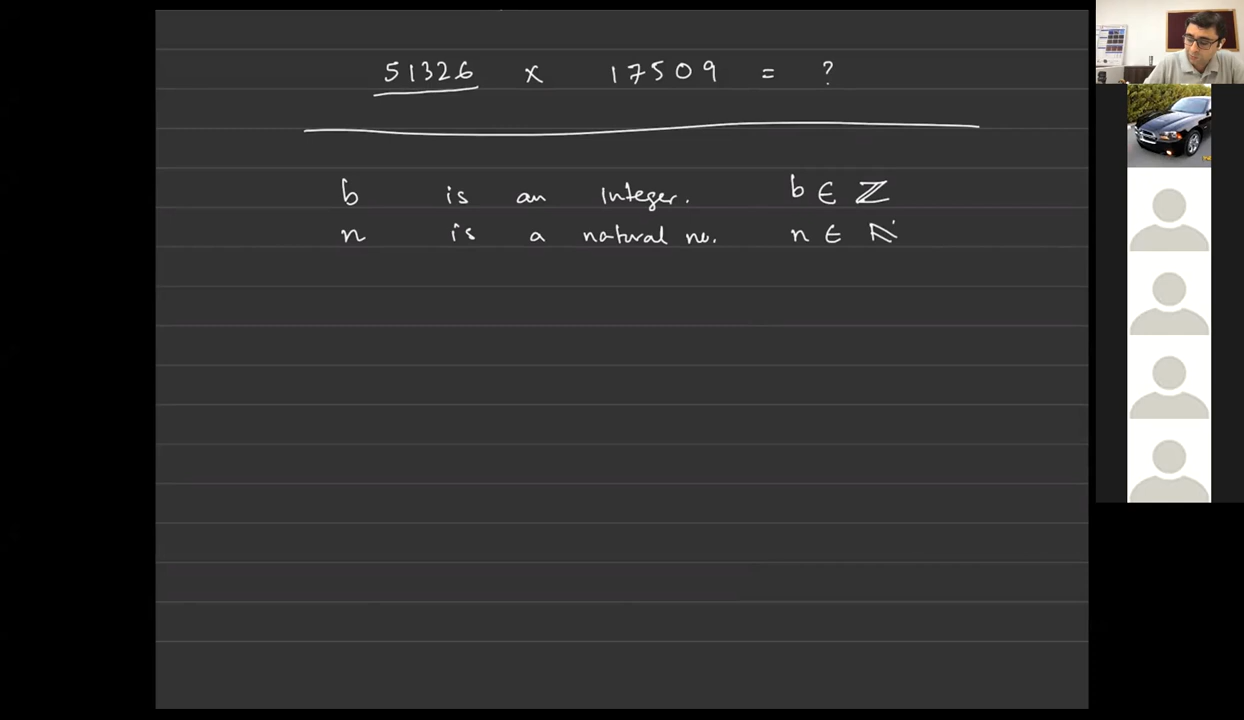 51326 x 17509 = ?
b is an integer. b ∈ ℤ
n is a natural no. n ∈ ℕ